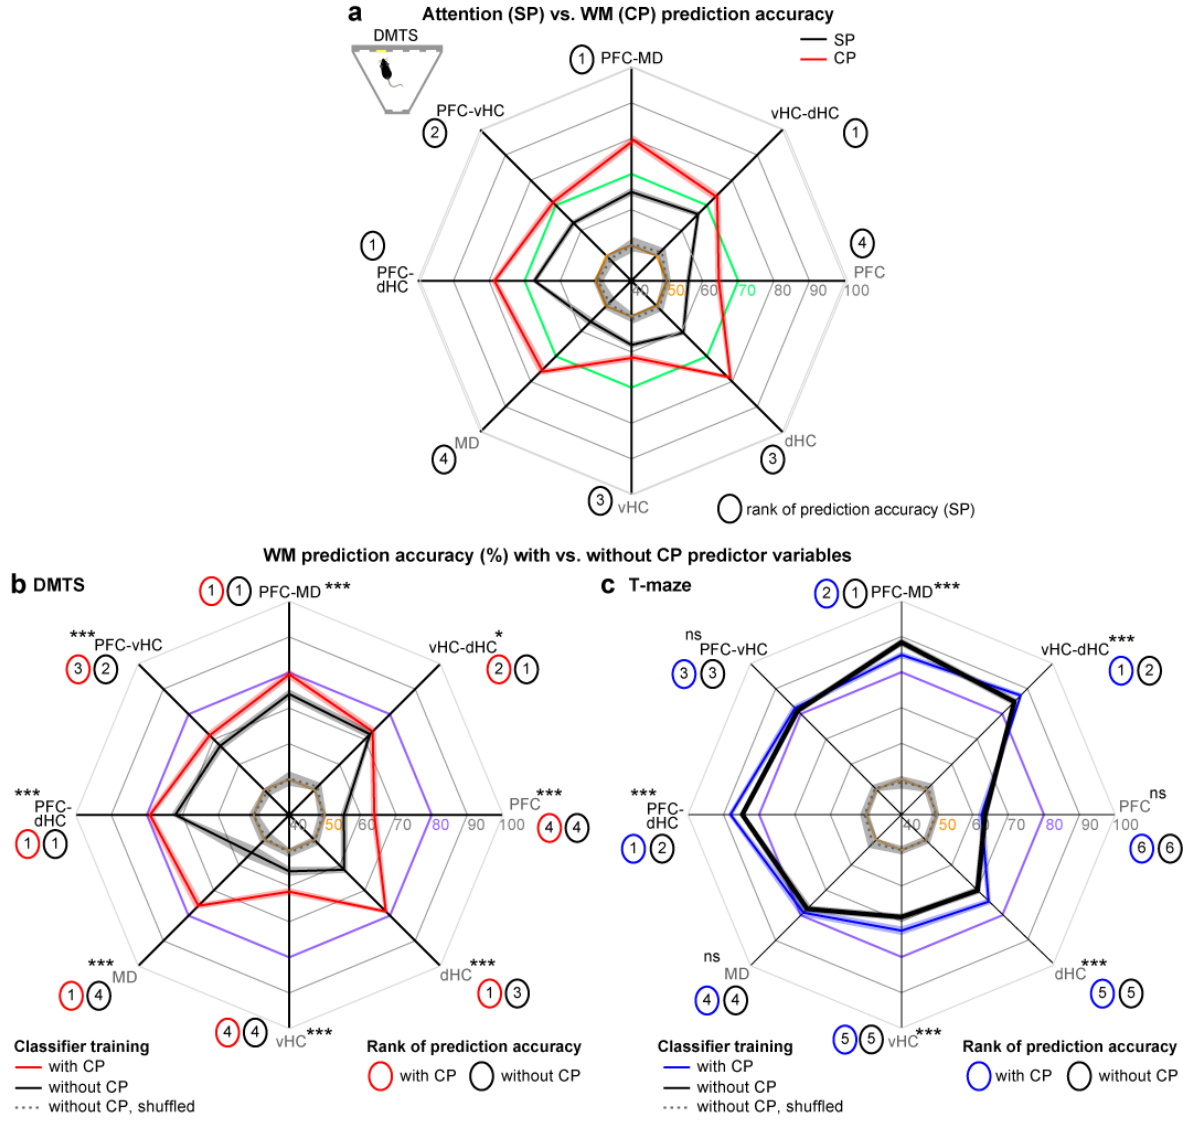 a Attention (SP) vs. WM (CP) prediction accuracy
DMTS
SP
CP
1 PFC-MD
PFC-vHC
2
vHC-dHC 1
1
PFC-
dHC
4
PFC
40 50 60 70 80 90 100
MD
4
dHC
3
3 vHC
rank of prediction accuracy (SP)
WM prediction accuracy (%) with vs. without CP predictor variables
b DMTS
1 1 PFC-MD ***
*** PFC-vHC
3 2
vHC-dHC *
2 1
***
PFC-
dHC
1 1
PFC ***
4 4
40 50 60 70 80 90 100
*** MD
1 4
dHC ***
1 3
4 4 vHC ***
Classifier training
with CP
without CP
without CP, shuffled
Rank of prediction accuracy
with CP without CP
c T-maze
2 1 PFC-MD ***
ns
PFC-vHC
3 3
vHC-dHC ***
1 2
***
PFC-
dHC
1 2
ns
PFC
6 6
40 50 60 70 80 90 100
ns
MD
4 4
dHC ***
5 5
5 5 vHC ***
Classifier training
with CP
without CP
without CP, shuffled
Rank of prediction accuracy
with CP without CP